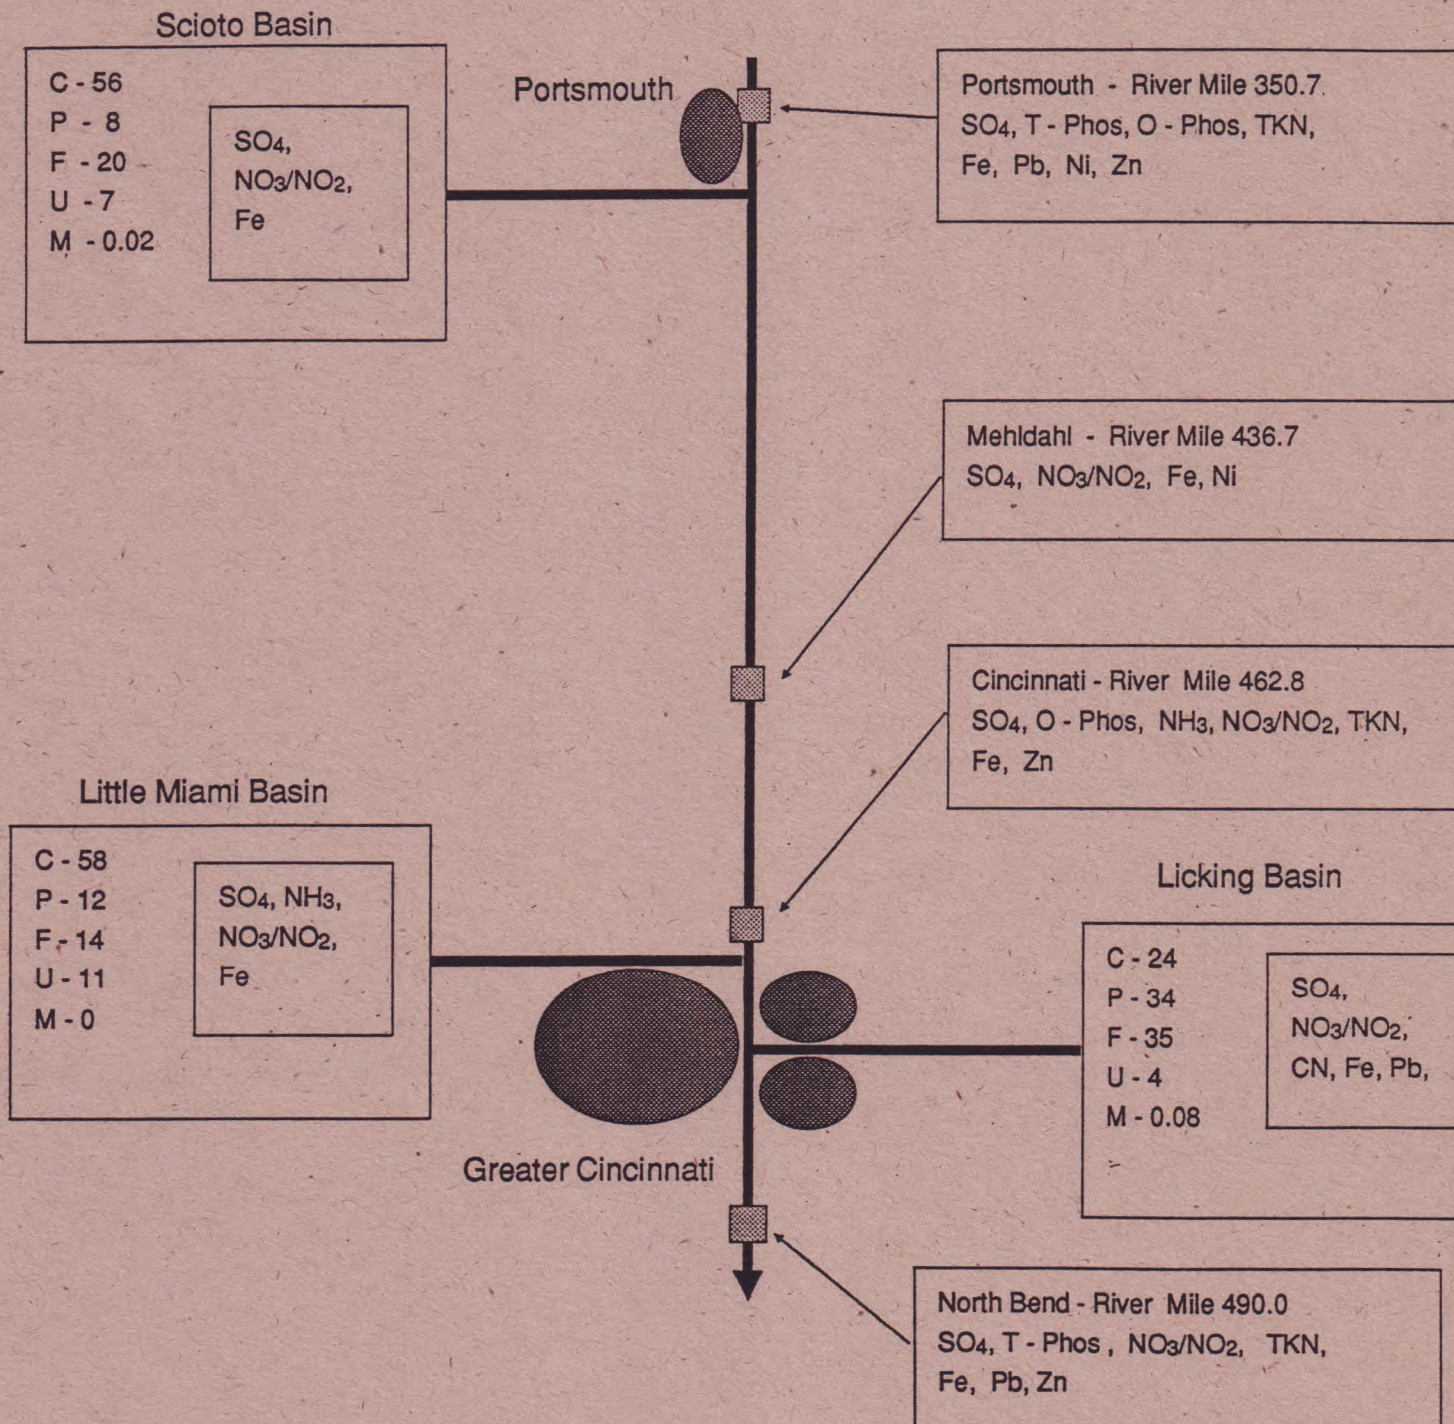 Scioto Basin
C - 56
P - 8
F - 20
U - 7
M - 0.02
SO4,
NO3/NO2,
Fe
Portsmouth
Portsmouth - River Mile 350.7
SO4, T - Phos, O - Phos, TKN,
Fe, Pb, Ni, Zn
Mehldahl - River Mile 436.7
SO4, NO3/NO2, Fe, Ni
Cincinnati - River Mile 462.8
SO4, O - Phos, NH3, NO3/NO2, TKN,
Fe, Zn
Little Miami Basin
C - 58
P - 12
F - 14
U - 11
M - 0
SO4, NH3,
NO3/NO2,
Fe
Licking Basin
C - 24
P - 34
F - 35
U - 4
M - 0.08
SO4,
NO3/NO2,
CN, Fe, Pb,
Greater Cincinnati
North Bend - River Mile 490.0
SO4, T - Phos , NO3/NO2, TKN,
Fe, Pb, Zn